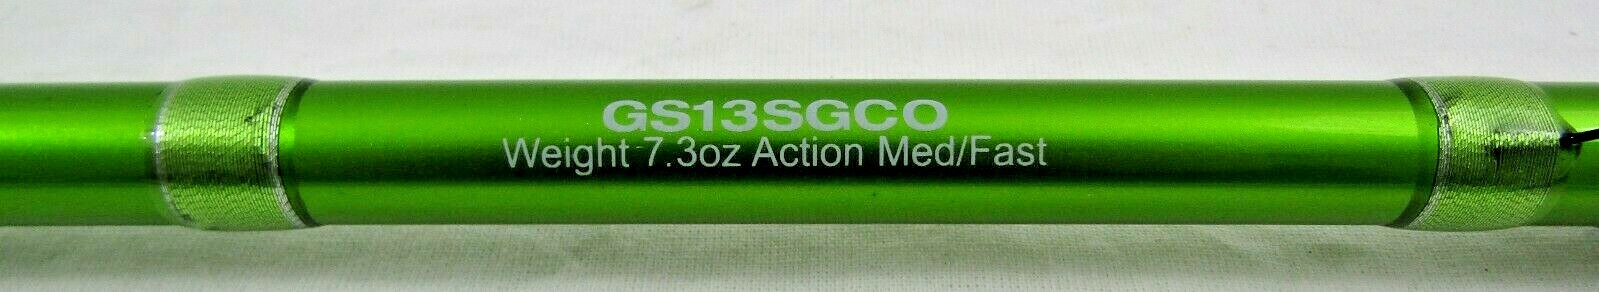 GS13SGCO
Weight 7.3oz Action Med/Fast